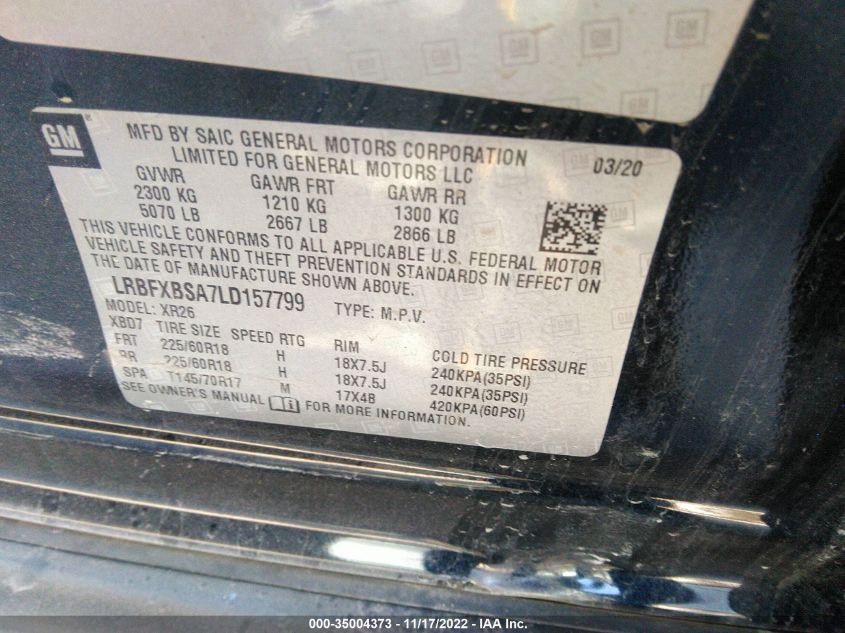 GM
MFD BY SAIC GENERAL MOTORS CORPORATION
LIMITED FOR GENERAL MOTORS LLC
03/20
GVWR GAWR FRT GAWR RR
2300 KG 1210 KG 1300 KG
5070 LB 2667 LB 2866 LB
THIS VEHICLE CONFORMS TO ALL APPLICABLE U.S. FEDERAL MOTOR
VEHICLE SAFETY AND THEFT PREVENTION STANDARDS IN EFFECT ON
THE DATE OF MANUFACTURE SHOWN ABOVE.
LRBFXBSA7LD157799 TYPE: M.P.V.
MODEL: XR26
XBD7 TIRE SIZE SPEED RTG RIM COLD TIRE PRESSURE
FRT 225/60R18 H 18X7.5J 240KPA(35PSI)
RR 225/60R18 H 18X7.5J 240KPA(35PSI)
SPA T145/70R17 M 17X4B 420KPA(60PSI)
SEE OWNER'S MANUAL FOR MORE INFORMATION.
000-35004373 - 11/17/2022 - IAA Inc.